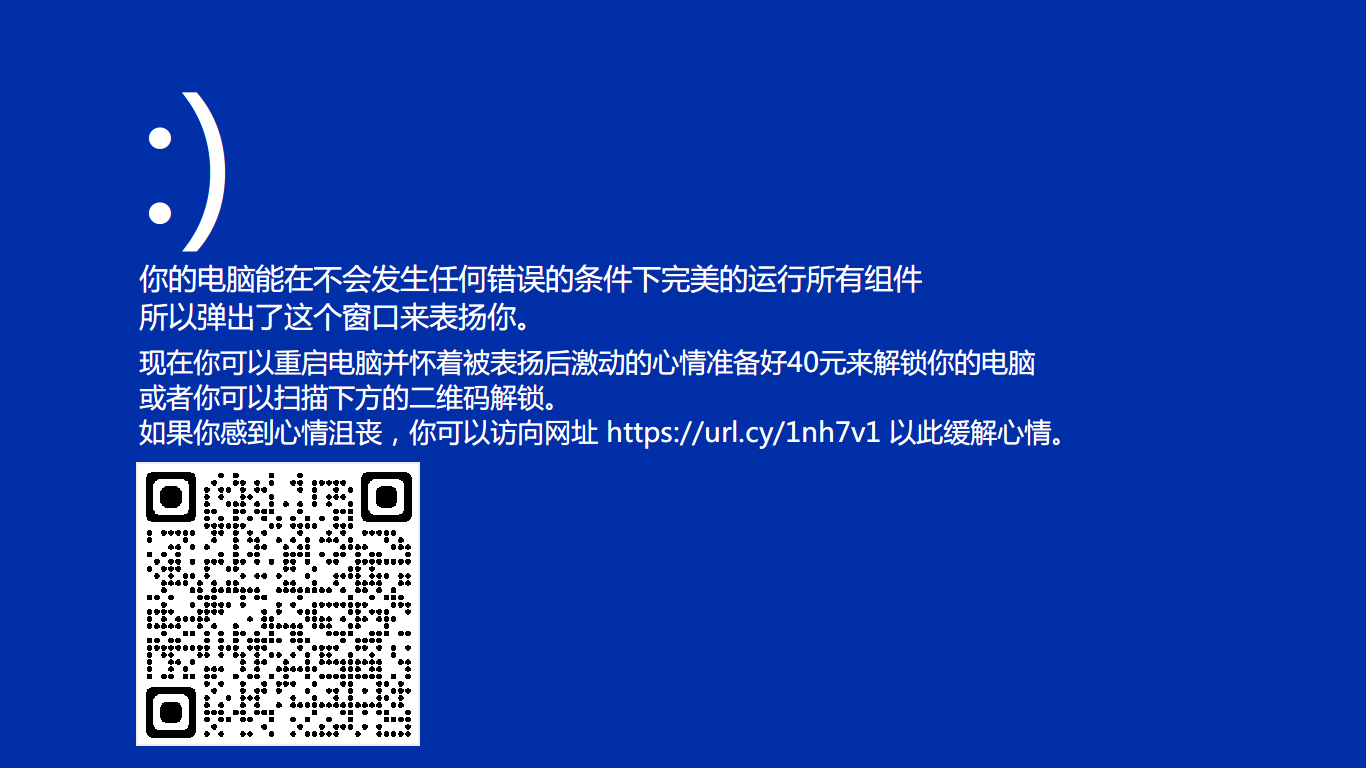 :)
你的电脑能在不会发生任何错误的条件下完美的运行所有组件
所以弹出了这个窗口来表扬你。
现在你可以重启电脑并怀着被表扬后激动的心情准备好40元来解锁你的电脑
或者你可以扫描下方的二维码解锁。
如果你感到心情沮丧，你可以访问网址 https://url.cy/1nh7v1 以此缓解心情。